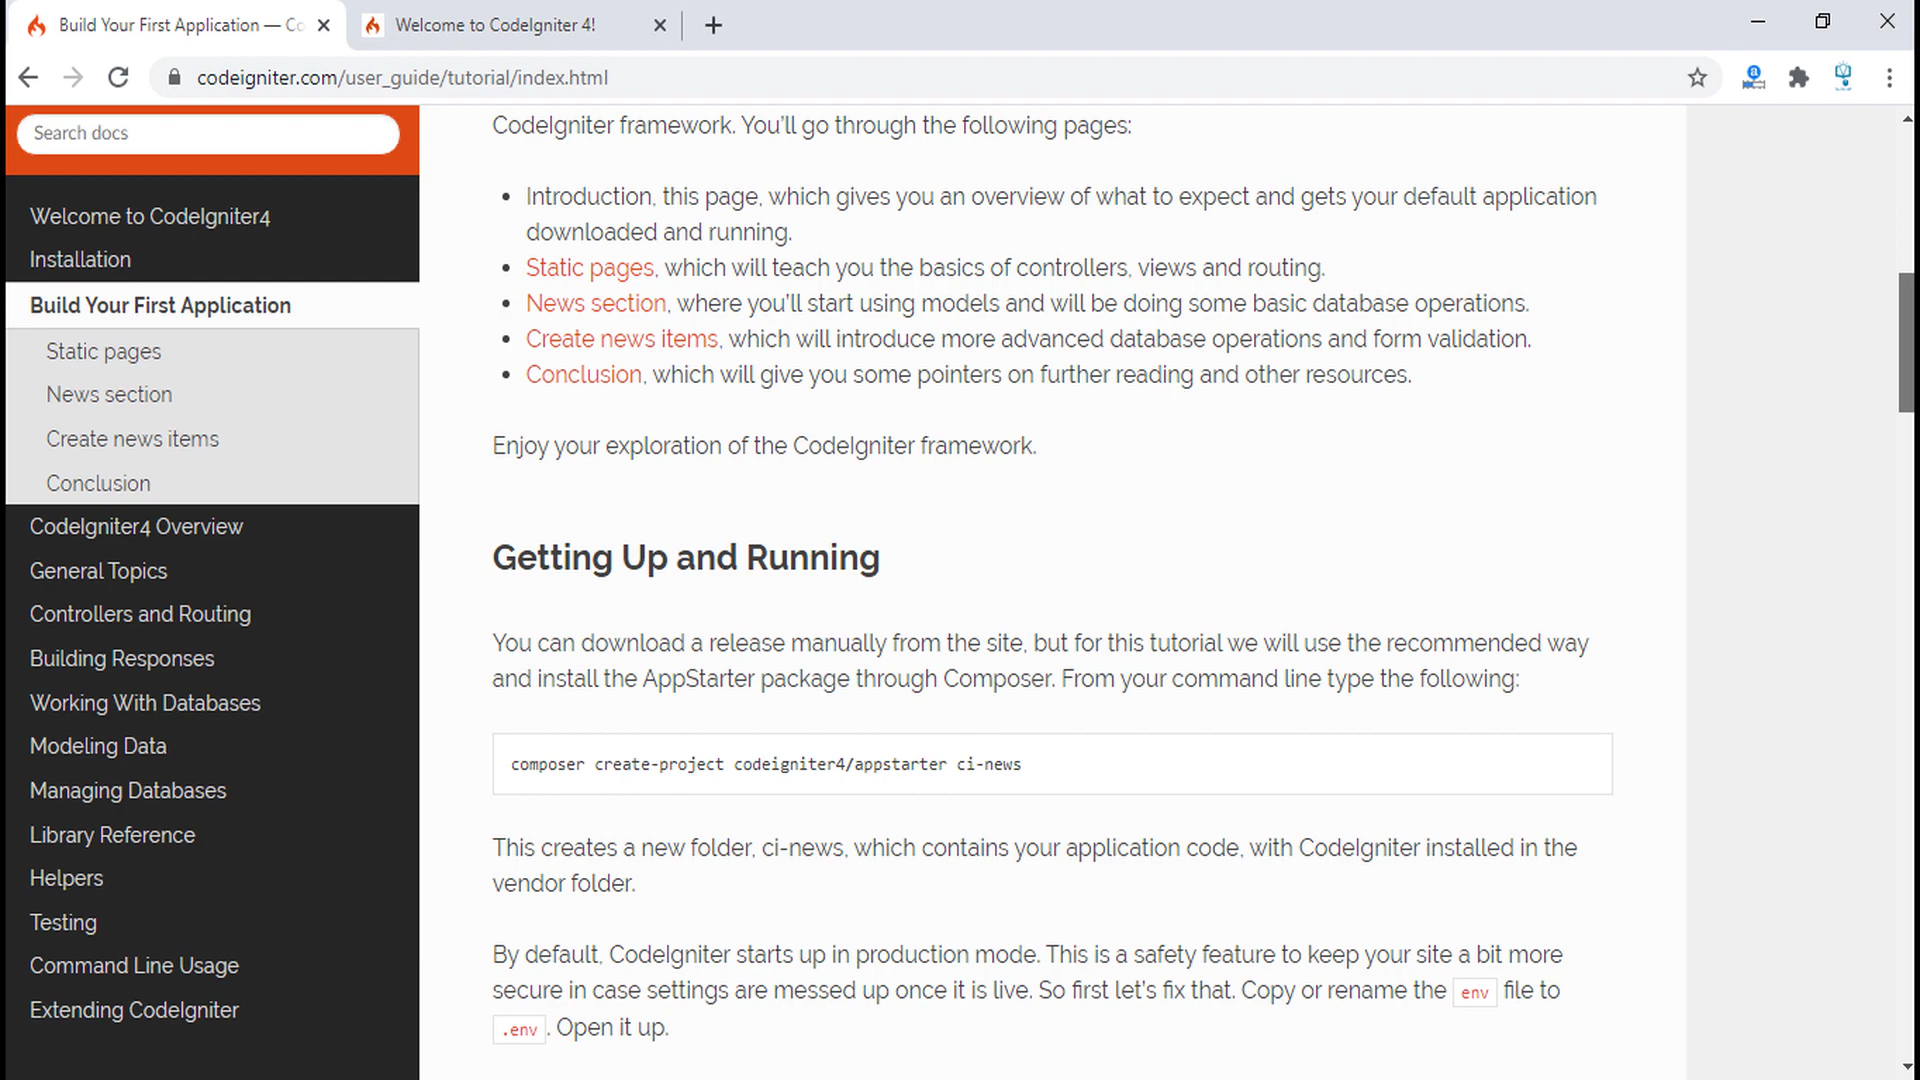 Build Your First Application — Co
Welcome to CodeIgniter 4!
codeigniter.com/user_guide/tutorial/index.html
Search docs
Welcome to CodeIgniter4
Installation
Build Your First Application
Static pages
News section
Create news items
Conclusion
CodeIgniter4 Overview
General Topics
Controllers and Routing
Building Responses
Working With Databases
Modeling Data
Managing Databases
Library Reference
Helpers
Testing
Command Line Usage
Extending CodeIgniter
CodeIgniter framework. You’ll go through the following pages:
• Introduction, this page, which gives you an overview of what to expect and gets your default application
downloaded and running.
• Static pages, which will teach you the basics of controllers, views and routing.
• News section, where you’ll start using models and will be doing some basic database operations.
• Create news items, which will introduce more advanced database operations and form validation.
• Conclusion, which will give you some pointers on further reading and other resources.
Enjoy your exploration of the CodeIgniter framework.
Getting Up and Running
You can download a release manually from the site, but for this tutorial we will use the recommended way
and install the AppStarter package through Composer. From your command line type the following:
composer create-project codeigniter4/appstarter ci-news
This creates a new folder, ci-news, which contains your application code, with CodeIgniter installed in the
vendor folder.
By default, CodeIgniter starts up in production mode. This is a safety feature to keep your site a bit more
secure in case settings are messed up once it is live. So first let’s fix that. Copy or rename the env file to
.env. Open it up.